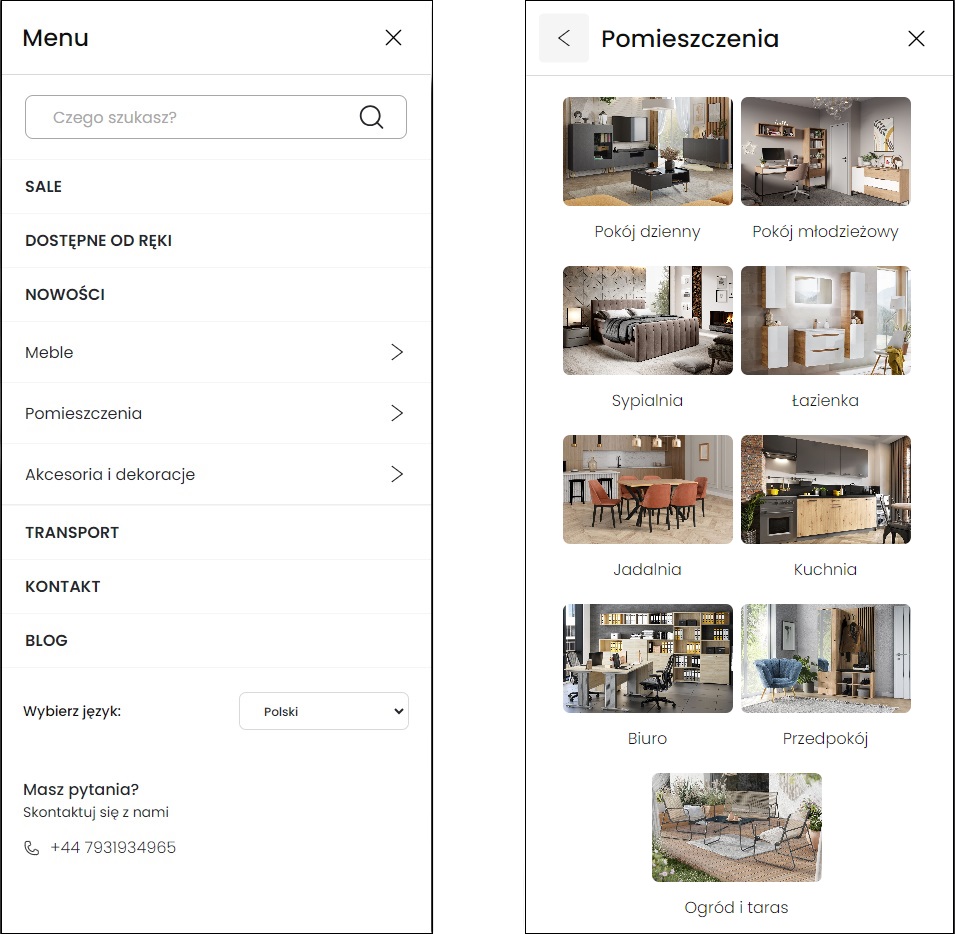 Menu
Czego szukasz?
SALE
DOSTĘPNE OD RĘKI
NOWOŚCI
Meble
Pomieszczenia
Akcesoria i dekoracje
TRANSPORT
KONTAKT
BLOG
Wybierz język:
Polski
Masz pytania?
Skontaktuj się z nami
+44 7931934965
Pomieszczenia
Pokój dzienny
Pokój młodzieżowy
Sypialnia
Łazienka
Jadalnia
Kuchnia
Biuro
Przedpokój
Ogród i taras